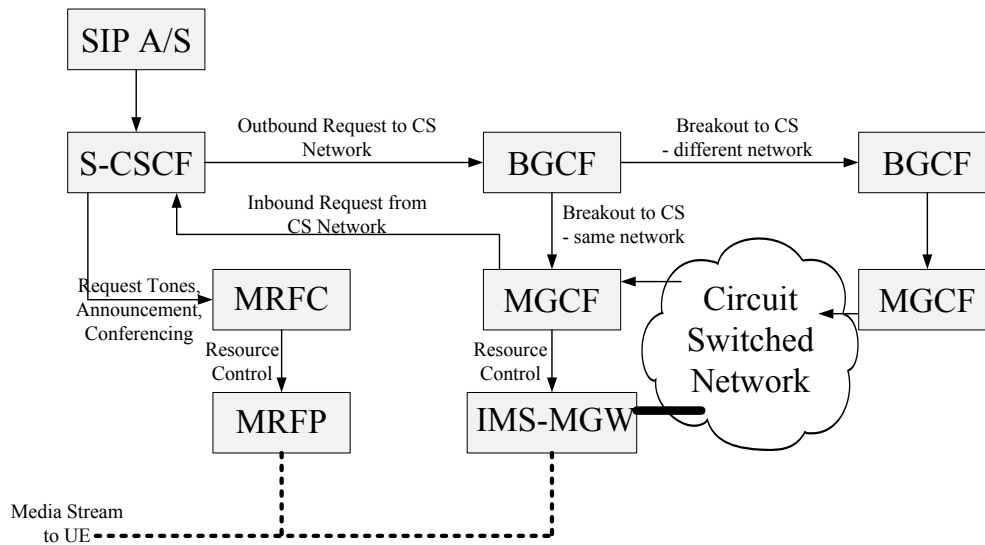 SIP A/S
S-CSCF
Outbound Request to CS
Network
BGCF
Breakout to CS
- different network
BGCF
Inbound Request from
CS Network
Breakout to CS
- same network
Request Tones,
Announcement,
Conferencing
MRFC
MGCF
Circuit
Switched
Network
MGCF
Resource
Control
Resource
Control
MRFP
IMS-MGW
Media Stream
to UE